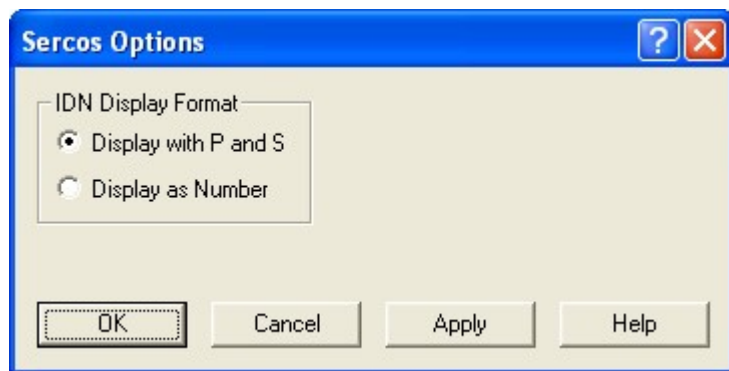 Sercos Options
IDN Display Format
Display with P and S
Display as Number
OK Cancel Apply Help